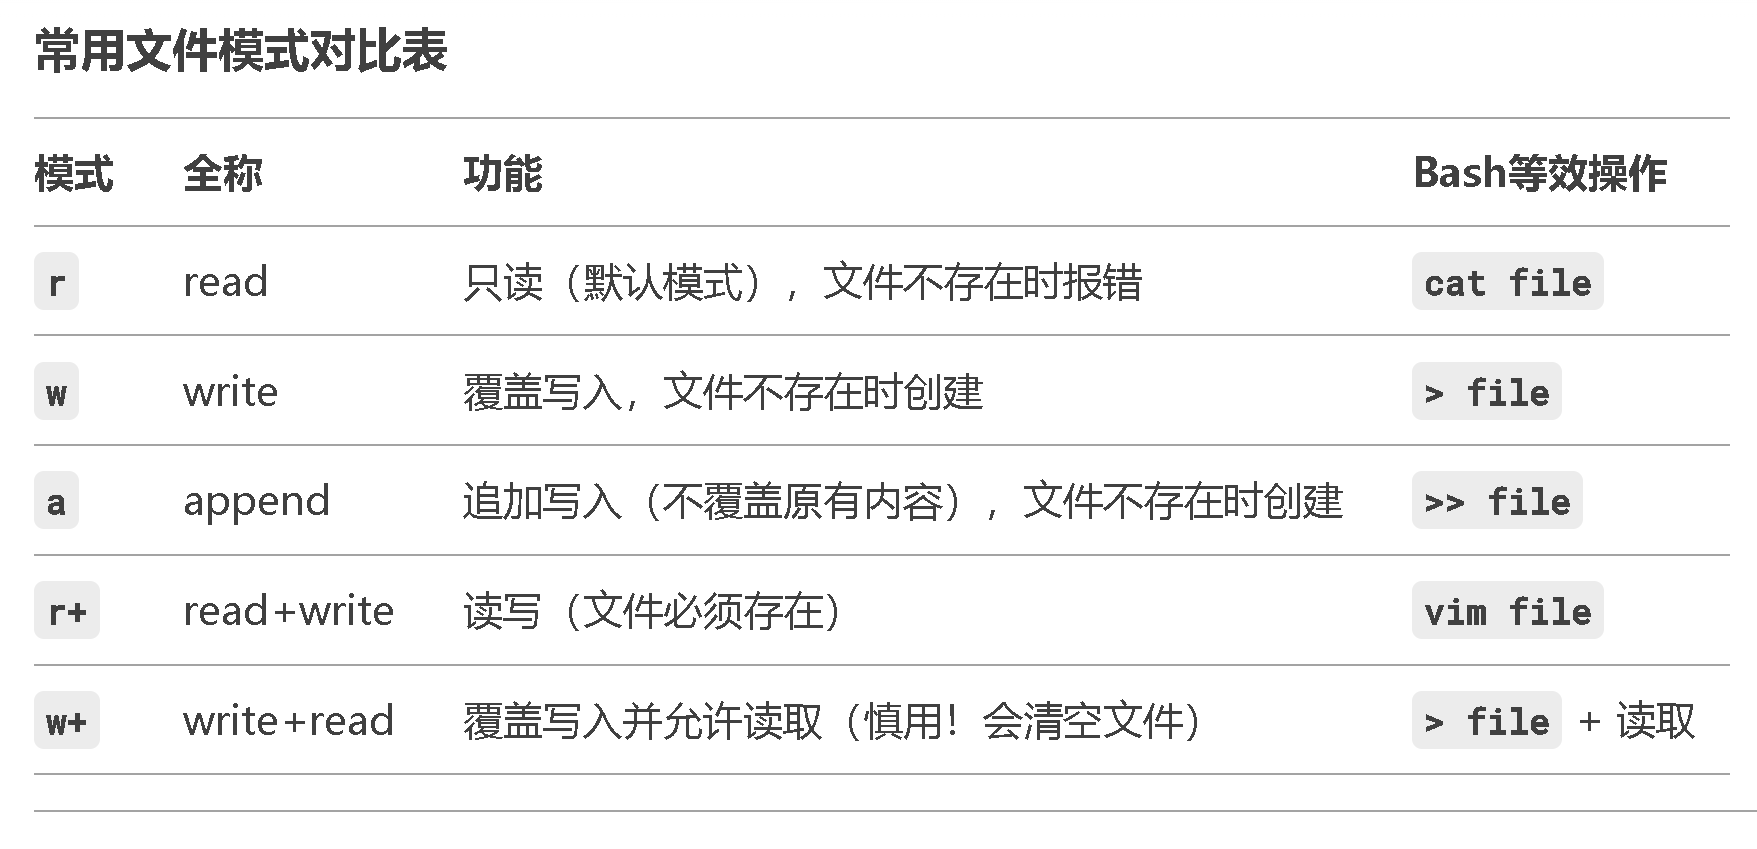 常用文件模式对比表
模式 全称 功能 Bash等效操作
r read 只读（默认模式），文件不存在时报错 cat file
w write 覆盖写入，文件不存在时创建 > file
a append 追加写入（不覆盖原有内容），文件不存在时创建 >> file
r+ read+write 读写（文件必须存在） vim file
w+ write+read 覆盖写入并允许读取（慎用！会清空文件） > file + 读取